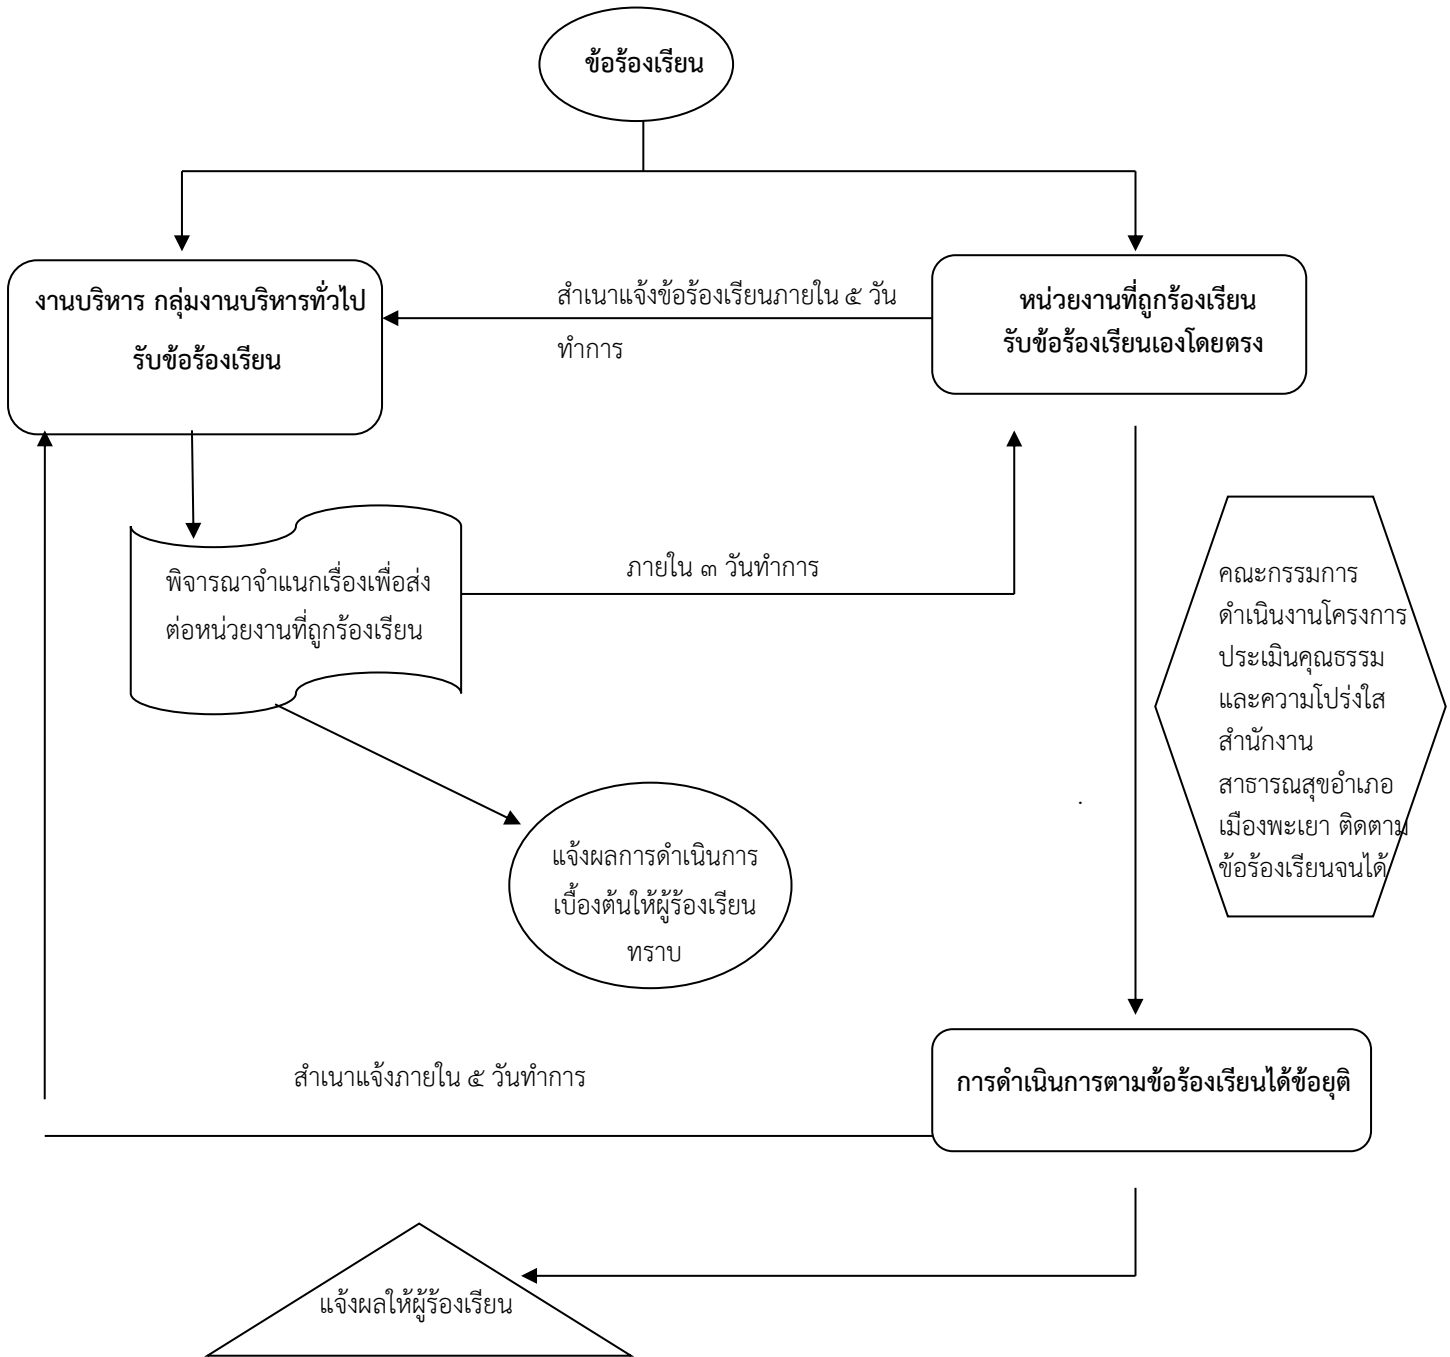 ข้อร้องเรียน
งานบริหาร กลุ่มงานบริหารทั่วไป
รับข้อร้องเรียน
สำเนาแจ้งข้อร้องเรียนภายใน ๕ วัน
ทำการ
หน่วยงานที่ถูกร้องเรียน
รับข้อร้องเรียนเองโดยตรง
พิจารณาจำแนกเรื่องเพื่อส่ง
ต่อหน่วยงานที่ถูกร้องเรียน
ภายใน ๓ วันทำการ
คณะกรรมการ
ดำเนินงานโครงการ
ประเมินคุณธรรม
และความโปร่งใส
สำนักงาน
สาธารณสุขอำเภอ
เมืองพะเยา ติดตาม
ข้อร้องเรียนจนได้
แจ้งผลการดำเนินการ
เบื้องต้นให้ผู้ร้องเรียน
ทราบ
สำเนาแจ้งภายใน ๕ วันทำการ
การดำเนินการตามข้อร้องเรียนได้ข้อยุติ
แจ้งผลให้ผู้ร้องเรียน